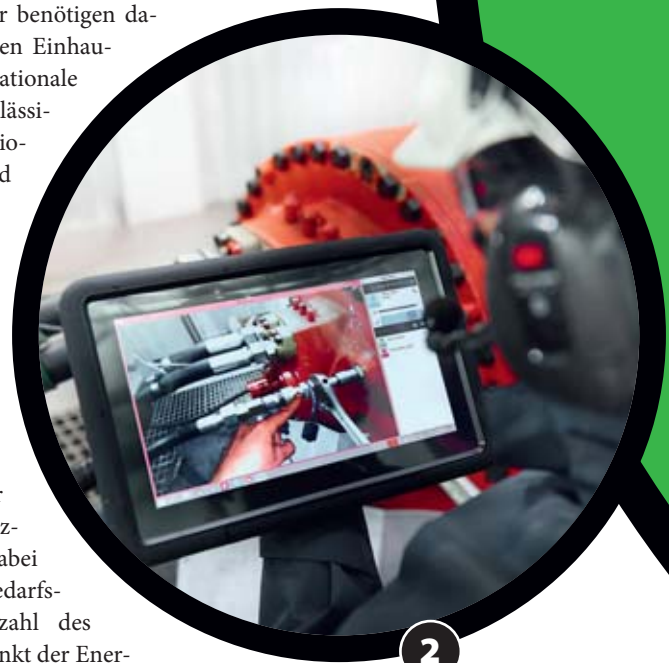 r benötigen da-
en Einhau-
ationale
lässi-
io-
d
r
z-
abei
edarfs-
zahl des
nkt der Ener-
2